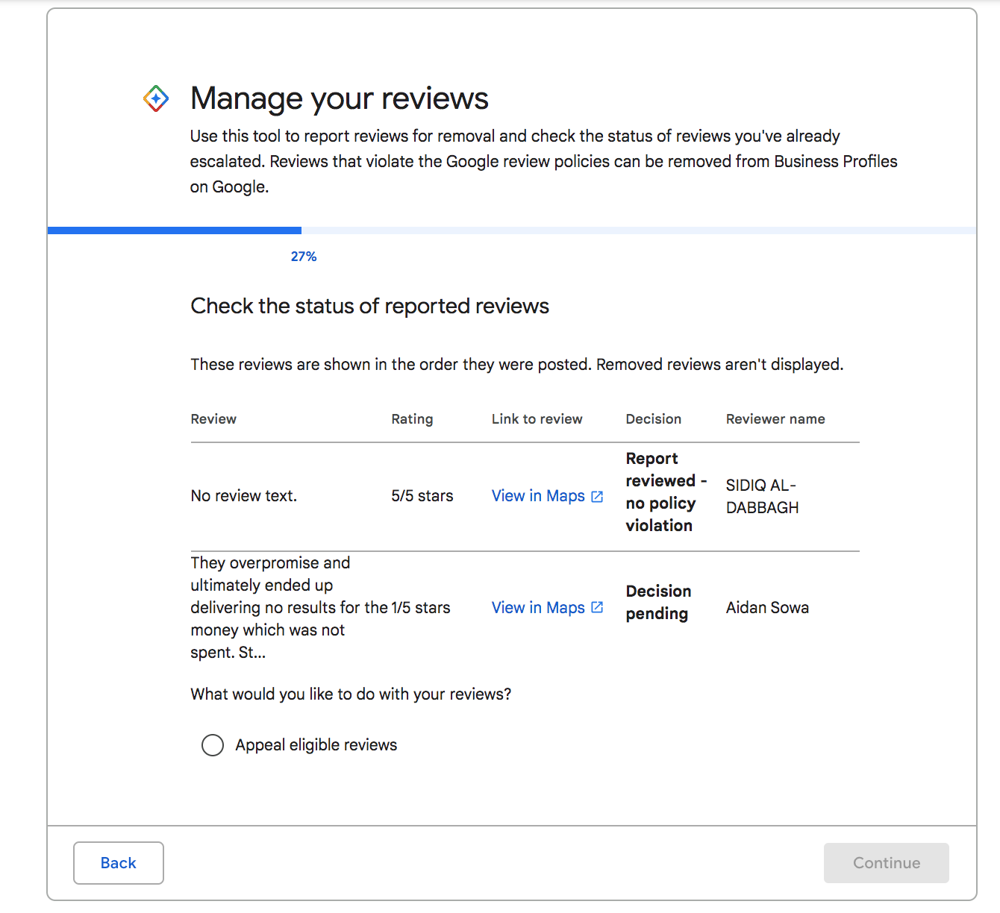 Manage your reviews
Use this tool to report reviews for removal and check the status of reviews you've already
escalated. Reviews that violate the Google review policies can be removed from Business Profiles
on Google.
27%
Check the status of reported reviews
These reviews are shown in the order they were posted. Removed reviews aren't displayed.
Review Rating Link to review Decision Reviewer name
No review text.
5/5 stars
View in Maps
Report
reviewed -
no policy
violation
SIDIQ AL-
DABBAGH
They overpromise and
ultimately ended up
delivering no results for the
money which was not
spent. St...
1/5 stars
View in Maps
Decision
pending
Aidan Sowa
What would you like to do with your reviews?
Appeal eligible reviews
Back
Continue